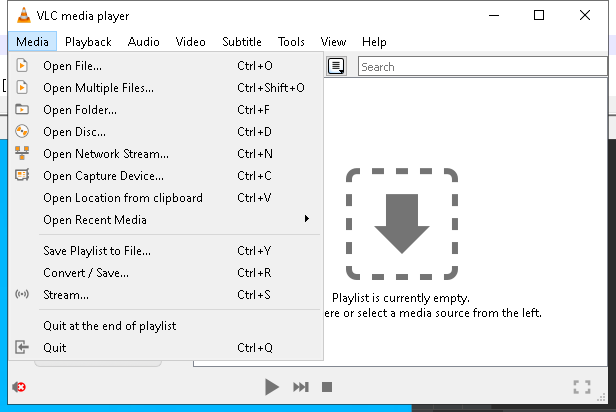 VLC media player
Media Playback Audio Video Subtitle Tools View Help
Open File... Ctrl+O
Search
Open Multiple Files... Ctrl+Shift+O
Open Folder... Ctrl+F
Open Disc... Ctrl+D
Open Network Stream... Ctrl+N
Open Capture Device... Ctrl+C
Open Location from clipboard Ctrl+V
Open Recent Media
Save Playlist to File... Ctrl+Y
Convert / Save... Ctrl+R
Stream... Ctrl+S
Quit at the end of playlist
Quit Ctrl+Q
Playlist is currently empty.
ere or select a media source from the left.